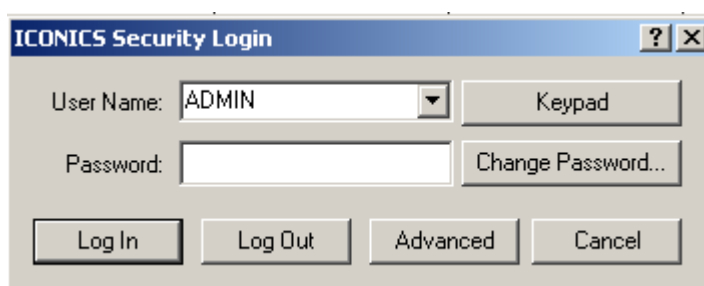 ICONICS Security Login ? X
User Name: ADMIN Keypad
Password: Change Password...
Log In Log Out Advanced Cancel